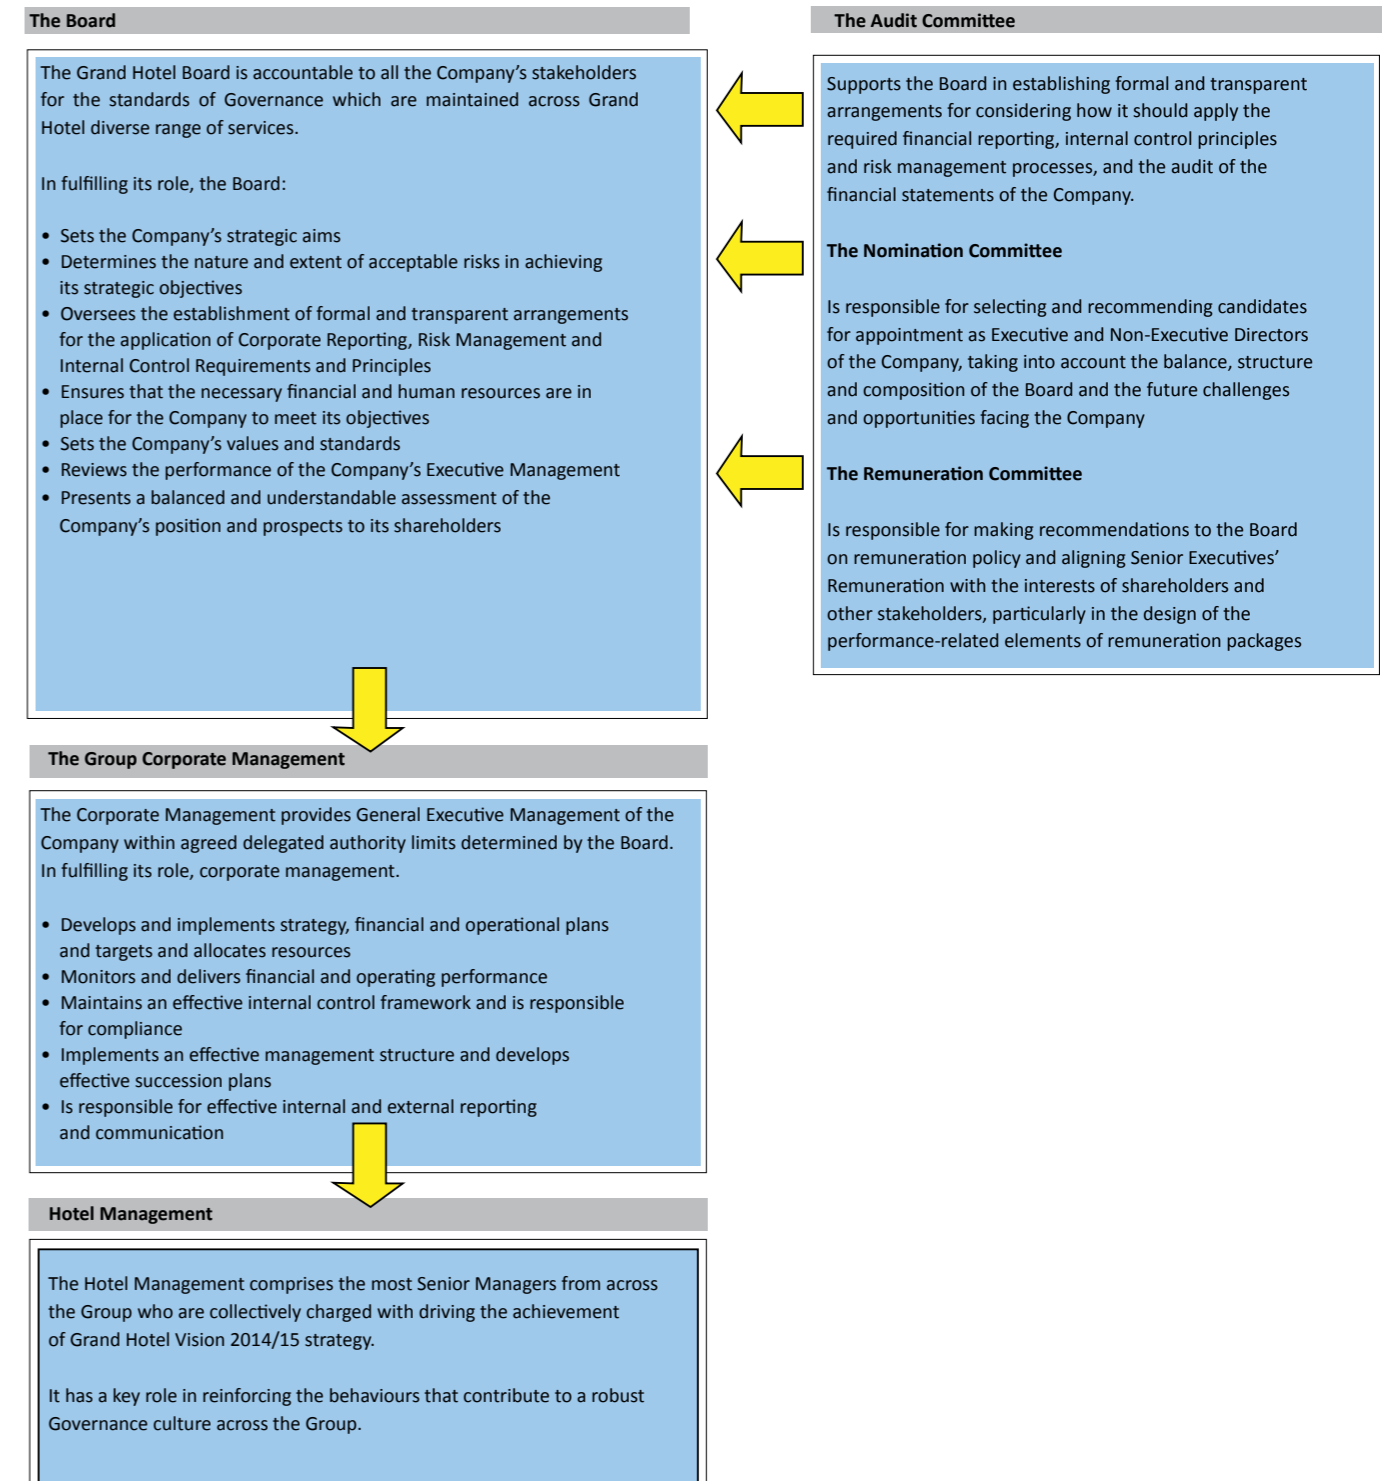 The Board
The Grand Hotel Board is accountable to all the Company’s stakeholders
for the standards of Governance which are maintained across Grand
Hotel diverse range of services.
In fulfilling its role, the Board:
• Sets the Company’s strategic aims
• Determines the nature and extent of acceptable risks in achieving
its strategic objectives
• Oversees the establishment of formal and transparent arrangements
for the application of Corporate Reporting, Risk Management and
Internal Control Requirements and Principles
• Ensures that the necessary financial and human resources are in
place for the Company to meet its objectives
• Sets the Company’s values and standards
• Reviews the performance of the Company’s Executive Management
• Presents a balanced and understandable assessment of the
Company’s position and prospects to its shareholders
The Audit Committee
Supports the Board in establishing formal and transparent
arrangements for considering how it should apply the
required financial reporting, internal control principles
and risk management processes, and the audit of the
financial statements of the Company.
The Nomination Committee
Is responsible for selecting and recommending candidates
for appointment as Executive and Non-Executive Directors
of the Company, taking into account the balance, structure
and composition of the Board and the future challenges
and opportunities facing the Company
The Remuneration Committee
Is responsible for making recommendations to the Board
on remuneration policy and aligning Senior Executives’
Remuneration with the interests of shareholders and
other stakeholders, particularly in the design of the
performance-related elements of remuneration packages
The Group Corporate Management
The Corporate Management provides General Executive Management of the
Company within agreed delegated authority limits determined by the Board.
In fulfilling its role, corporate management.
• Develops and implements strategy, financial and operational plans
and targets and allocates resources
• Monitors and delivers financial and operating performance
• Maintains an effective internal control framework and is responsible
for compliance
• Implements an effective management structure and develops
effective succession plans
• Is responsible for effective internal and external reporting
and communication
Hotel Management
The Hotel Management comprises the most Senior Managers from across
the Group who are collectively charged with driving the achievement
of Grand Hotel Vision 2014/15 strategy.
It has a key role in reinforcing the behaviours that contribute to a robust
Governance culture across the Group.